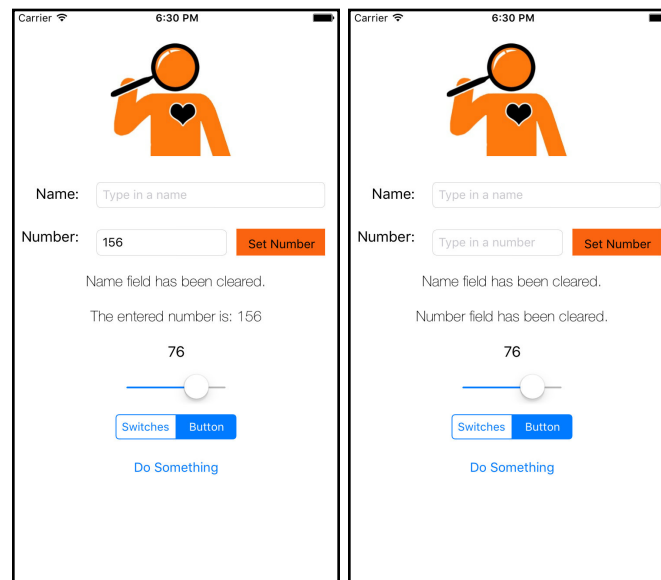 Carrier 6:30 PM
Name: Type in a name
Number: 156 Set Number
Name field has been cleared.
The entered number is: 156
76
Switches Button
Do Something
Carrier 6:30 PM
Name: Type in a name
Number: Type in a number Set Number
Name field has been cleared.
Number field has been cleared.
76
Switches Button
Do Something